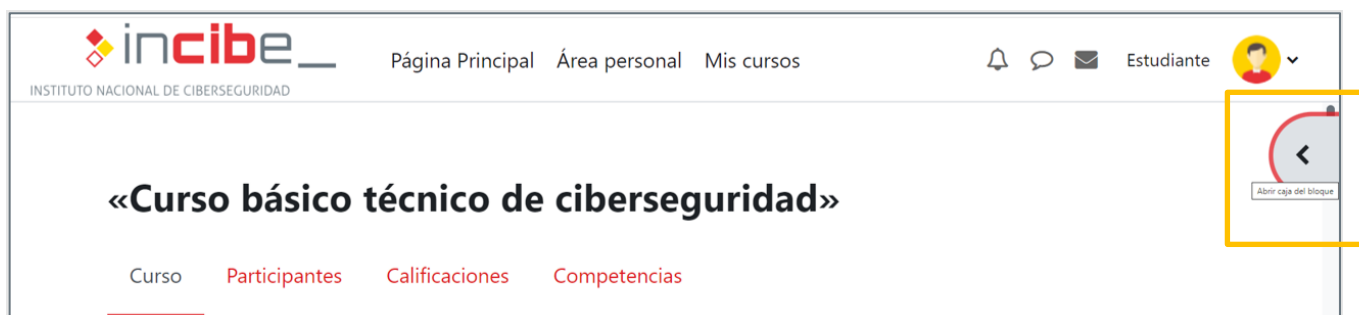 incibe_
INSTITUTO NACIONAL DE CIBERSEGURIDAD
Página Principal Área personal Mis cursos
Estudiante
Abrir caja del bloque
«Curso básico técnico de ciberseguridad»
Curso Participantes Calificaciones Competencias